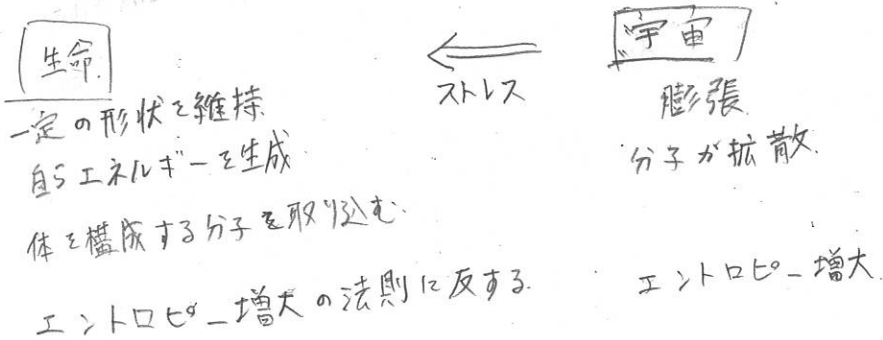 生命
一定の形状を維持
自らエネルギーを生成
体を構成する分子を取り込む
エントロピー増大の法則に反する
ストレス
宇宙
膨張
分子が拡散
エントロピー増大